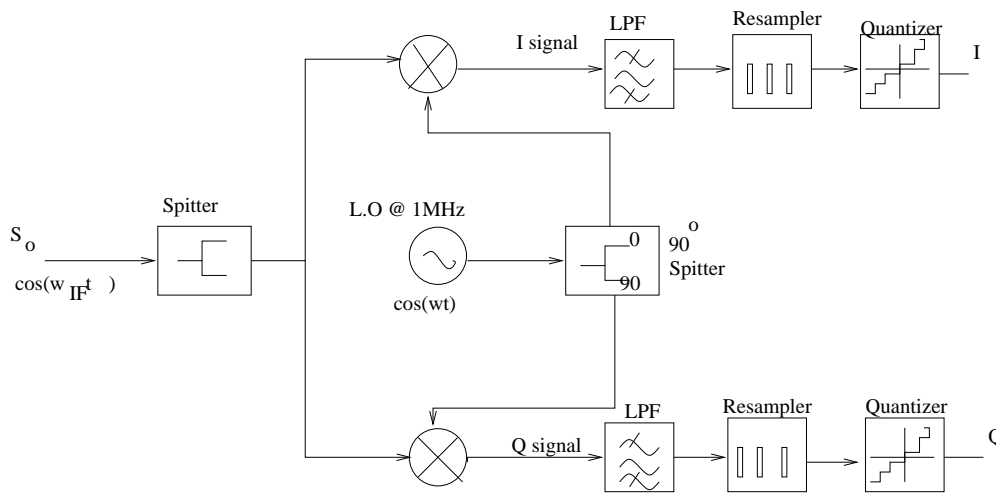 I signal
LPF
Resampler
Quantizer
I
Spitter
S o
cos(w IF t )
L.O @ 1MHz
cos(wt)
0
90
90 o
Spitter
Q signal
LPF
Resampler
Quantizer
Q